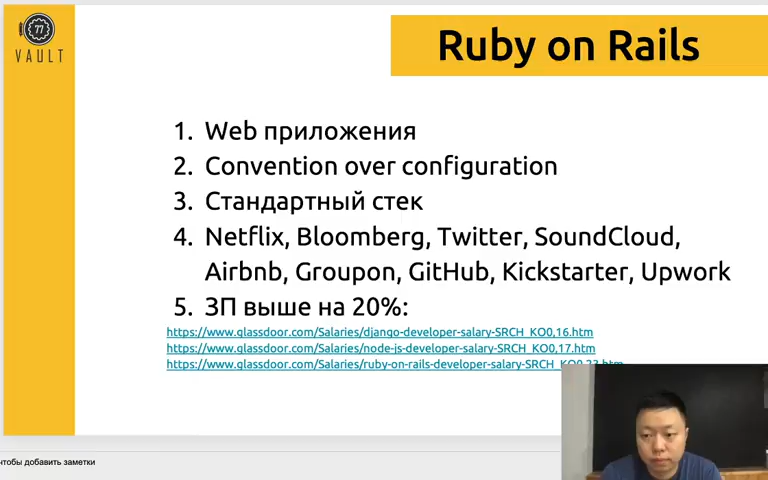 77
VAULT
Ruby on Rails
1. Web приложения
2. Convention over configuration
3. Стандартный стек
4. Netflix, Bloomberg, Twitter, SoundCloud,
Airbnb, Groupon, GitHub, Kickstarter, Upwork
5. ЗП выше на 20%:
https://www.glassdoor.com/Salaries/django-developer-salary-SRCH_KO0,16.htm
https://www.glassdoor.com/Salaries/node-js-developer-salary-SRCH_KO0,17.htm
https://www.glassdoor.com/Salaries/ruby-on-rails-developer-salary-SRCH_KO0,23.htm
чтобы добавить заметки